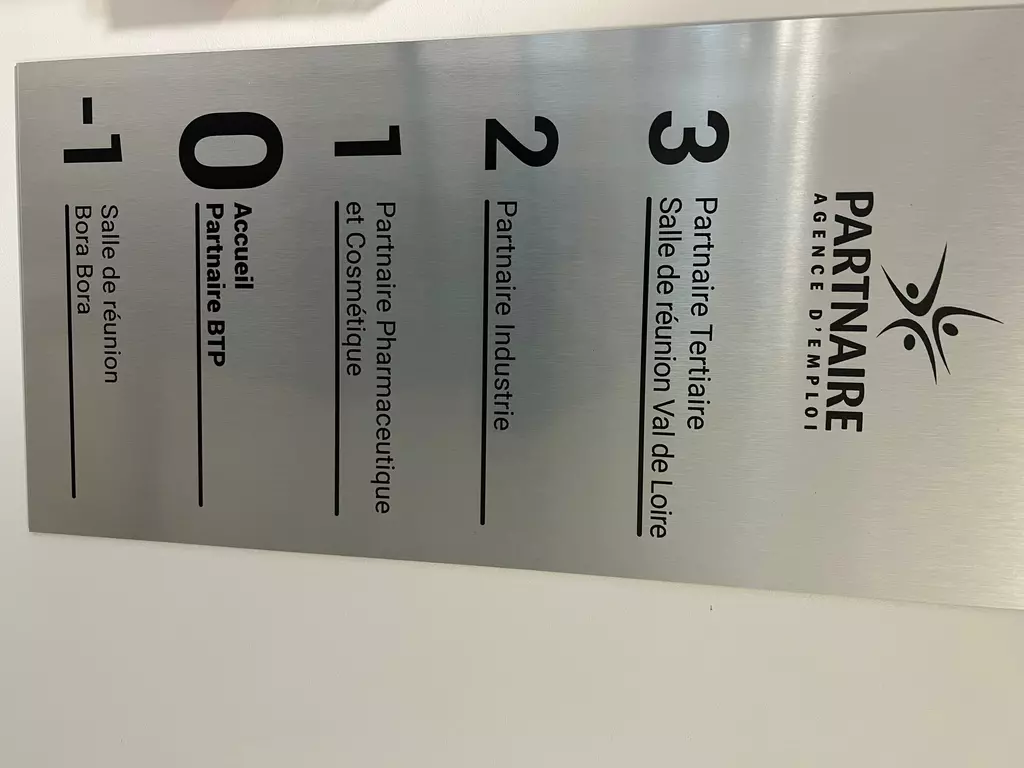 PARTNAIRE
AGENCE D'EMPLOI
3
Partnaire Tertiaire
Salle de réunion Val de Loire
2
Partnaire Industrie
1
Partnaire Pharmaceutique
et Cosmétique
0
Accueil
Partnaire BTP
-1
Salle de réunion
Bora Bora